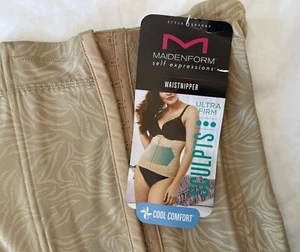 MAIDENFORM
self expressions
WAISTNIPPER
ULTRA
FIRM
SCULPTS
COOL COMFORT